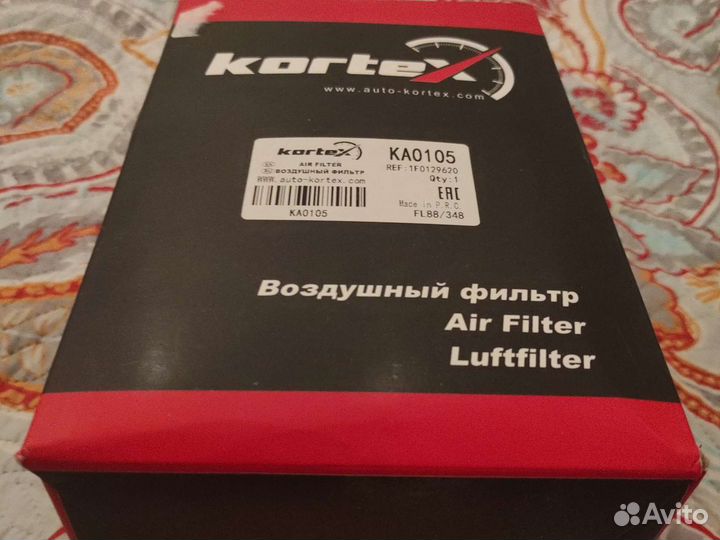 kortex
www.auto-kortex.com
kortex
AIR FILTER
ВОЗДУШНЫЙ ФИЛЬТР
www.auto-kortex.com
KA0105
KA0105
REF:1F0129620
Qty:1
EAC
Made in P.R.C.
FL88/348
Воздушный фильтр
Air Filter
Luftfilter
Avito